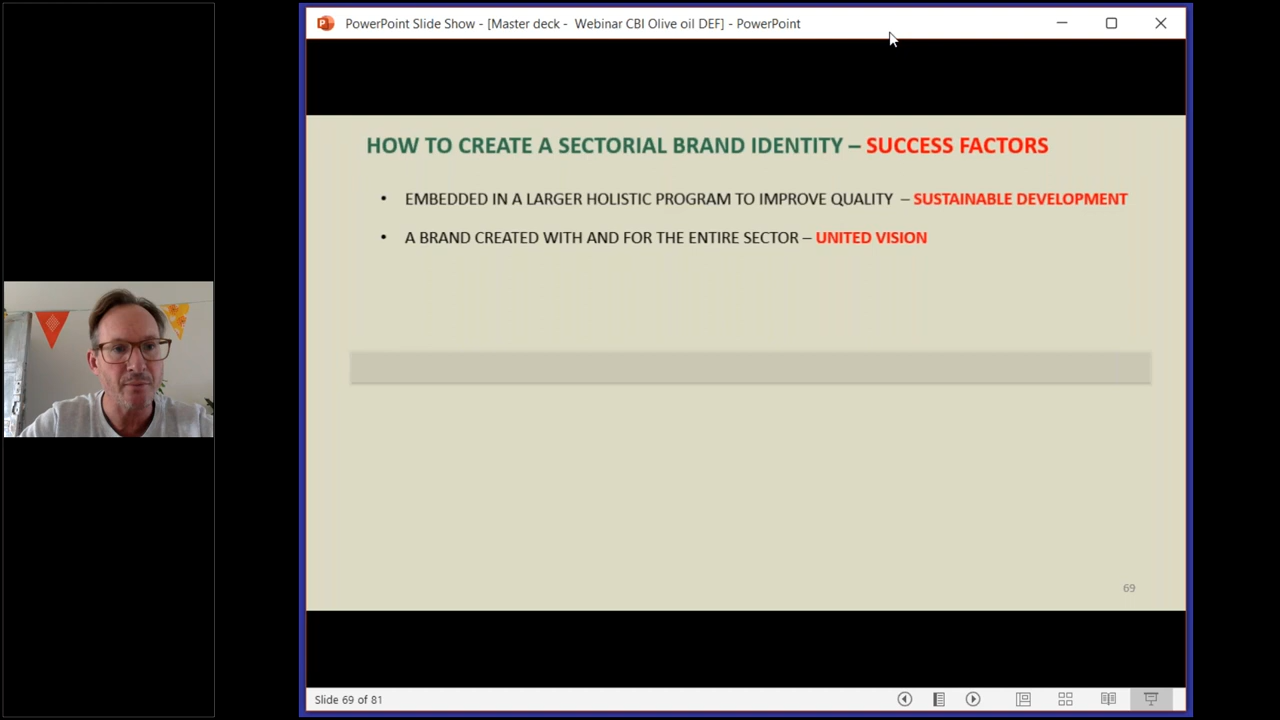 PowerPoint Slide Show - [Master deck - Webinar CBI Olive oil DEF] - PowerPoint
HOW TO CREATE A SECTORIAL BRAND IDENTITY – SUCCESS FACTORS
• EMBEDDED IN A LARGER HOLISTIC PROGRAM TO IMPROVE QUALITY – SUSTAINABLE DEVELOPMENT
• A BRAND CREATED WITH AND FOR THE ENTIRE SECTOR – UNITED VISION
69
Slide 69 of 81